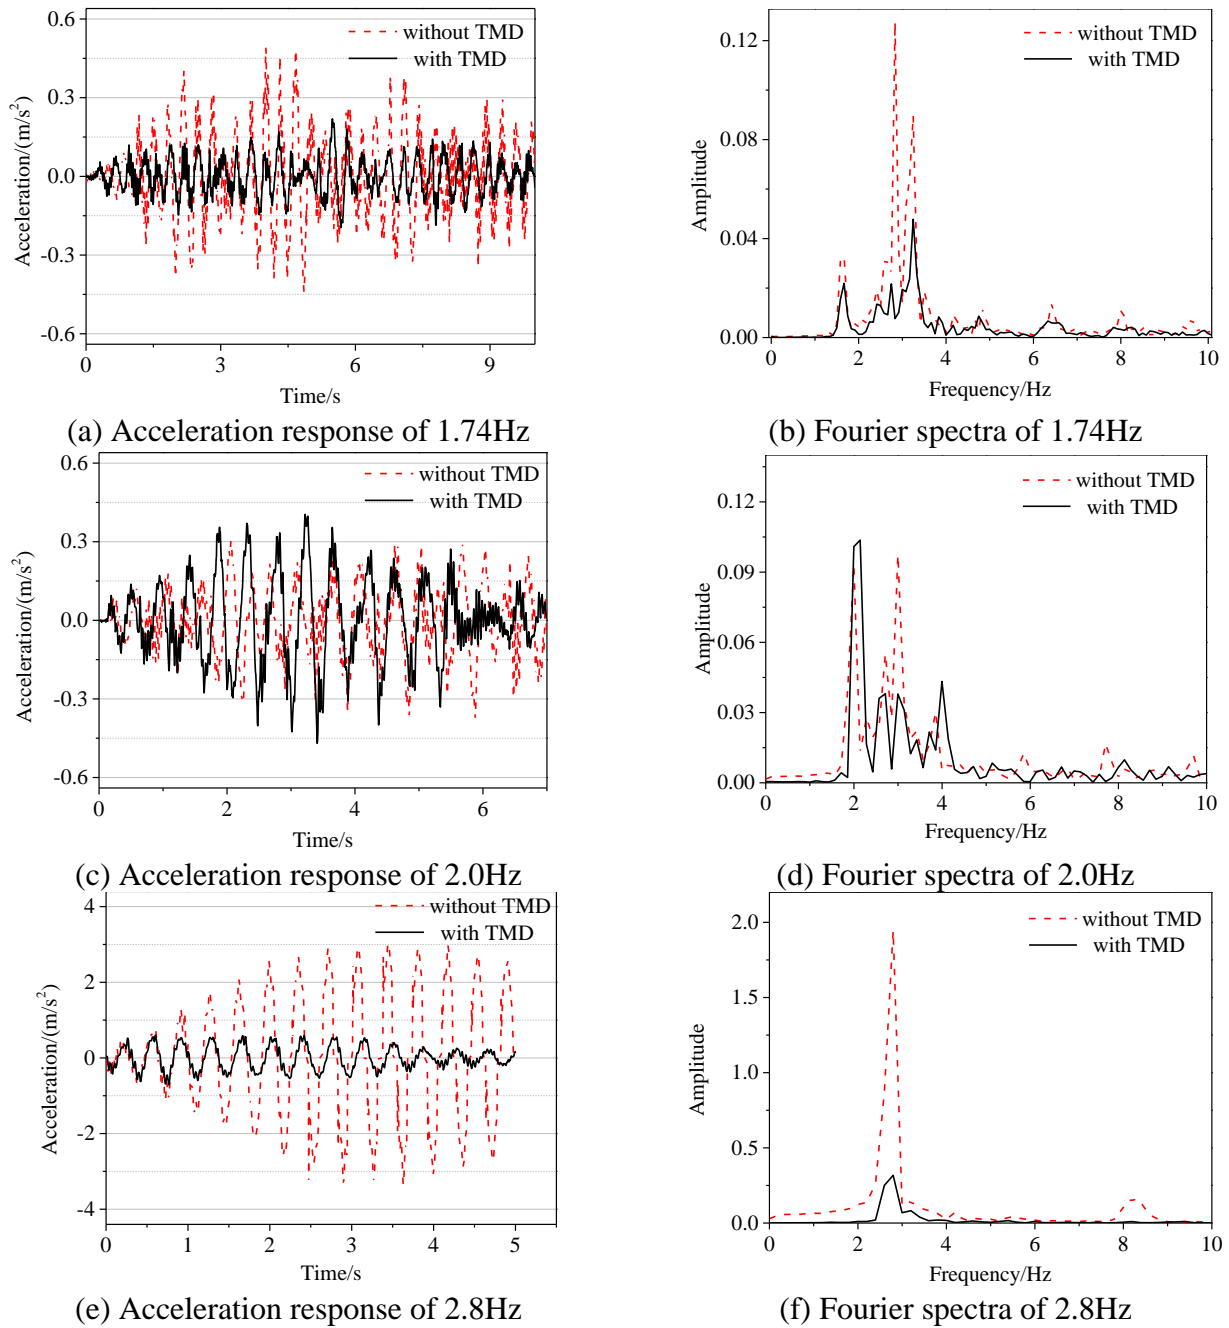 0.6
0.3
0.0
-0.3
-0.6
Acceleration/(m/s²)
without TMD
with TMD
0 3 6 9
Time/s
(a) Acceleration response of 1.74Hz
0.12
0.08
0.04
0.00
Amplitude
without TMD
with TMD
0 2 4 6 8 10
Frequency/Hz
(b) Fourier spectra of 1.74Hz
0.6
0.3
0.0
-0.3
-0.6
Acceleration/(m/s²)
without TMD
with TMD
0 2 4 6
Time/s
(c) Acceleration response of 2.0Hz
0.12
0.09
0.06
0.03
0.00
Amplitude
without TMD
with TMD
0 2 4 6 8 10
Frequency/Hz
(d) Fourier spectra of 2.0Hz
4
2
0
-2
-4
Acceleration/(m/s²)
without TMD
with TMD
0 1 2 3 4 5
Time/s
(e) Acceleration response of 2.8Hz
2.0
1.5
1.0
0.5
0.0
Amplitude
without TMD
with TMD
0 2 4 6 8 10
Frequency/Hz
(f) Fourier spectra of 2.8Hz